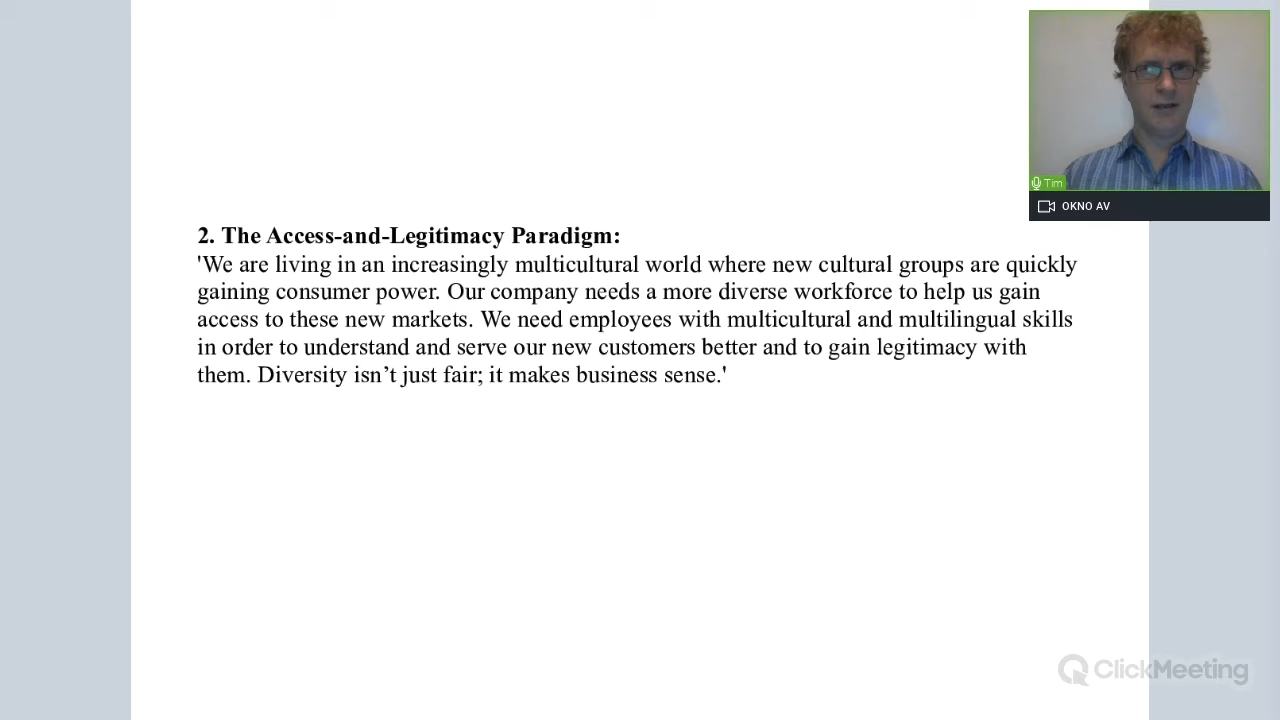 2. The Access-and-Legitimacy Paradigm:
'We are living in an increasingly multicultural world where new cultural groups are quickly
gaining consumer power. Our company needs a more diverse workforce to help us gain
access to these new markets. We need employees with multicultural and multilingual skills
in order to understand and serve our new customers better and to gain legitimacy with
them. Diversity isn’t just fair; it makes business sense.'
Tim
OKNO AV
ClickMeeting